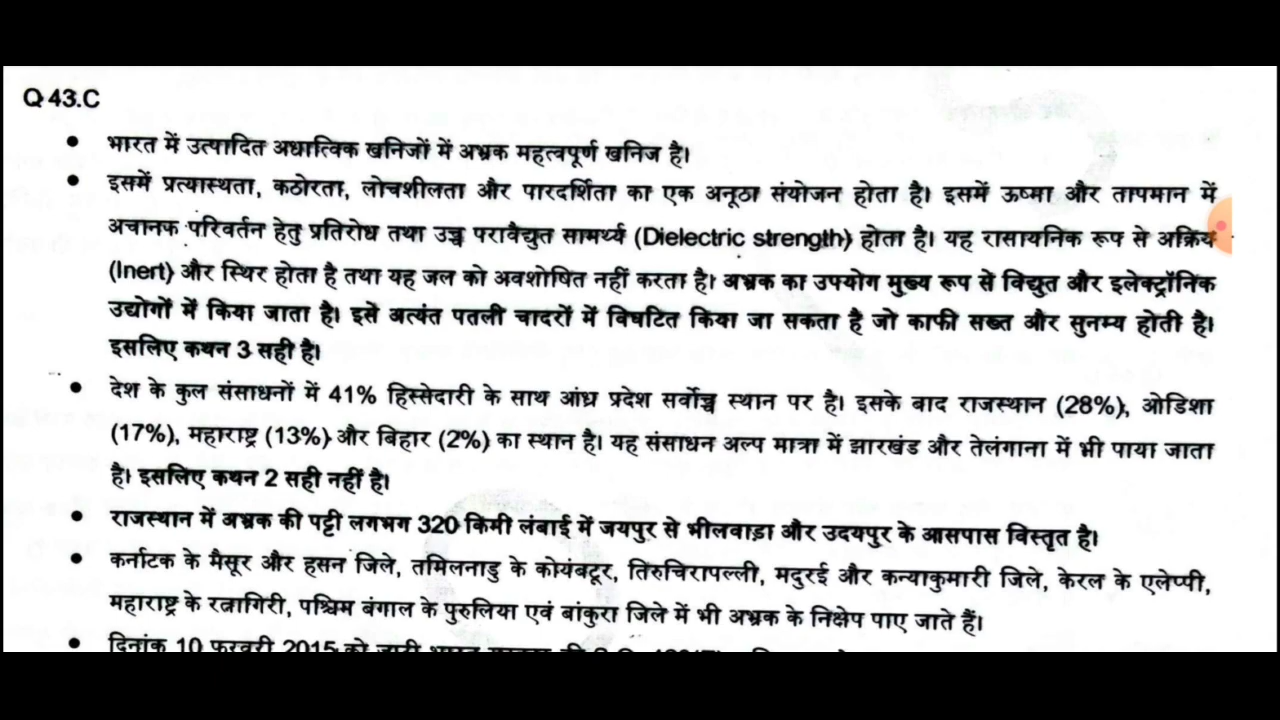 Q 43.C
• भारत में उत्पादित अधात्विक खनिजों में अभ्रक महत्वपूर्ण खनिज है।
• इसमें प्रत्यास्थता, कठोरता, लोचशीलता और पारदर्शिता का एक अनूठा संयोजन होता है। इसमें ऊष्मा और तापमान में
अचानक परिवर्तन हेतु प्रतिरोध तथा उच्च परावैद्युत सामर्थ्य (Dielectric strength) होता है। यह रासायनिक रूप से अक्रिय
(Inert) और स्थिर होता है तथा यह जल को अवशोषित नहीं करता है। अभ्रक का उपयोग मुख्य रूप से विद्युत और इलेक्ट्रॉनिक
उद्योगों में किया जाता है। इसे अत्यंत पतली चादरों में विघटित किया जा सकता है जो काफी सख्त और सुनम्य होती है।
इसलिए कथन 3 सही है।
• देश के कुल संसाधनों में 41% हिस्सेदारी के साथ आंध्र प्रदेश सर्वोच्च स्थान पर है। इसके बाद राजस्थान (28%), ओडिशा
(17%), महाराष्ट्र (13%) और बिहार (2%) का स्थान है। यह संसाधन अल्प मात्रा में झारखंड और तेलंगाना में भी पाया जाता
है। इसलिए कथन 2 सही नहीं है।
• राजस्थान में अभ्रक की पट्टी लगभग 320 किमी लंबाई में जयपुर से भीलवाड़ा और उदयपुर के आसपास विस्तृत है।
• कर्नाटक के मैसूर और हसन जिले, तमिलनाडु के कोयंबटूर, तिरुचिरापल्ली, मदुरई और कन्याकुमारी जिले, केरल के एलेप्पी,
महाराष्ट्र के रत्नागिरी, पश्चिम बंगाल के पुरुलिया एवं बांकुरा जिले में भी अभ्रक के निक्षेप पाए जाते हैं।
• दिनांक 10 फरवरी 2015 को जारी भारत